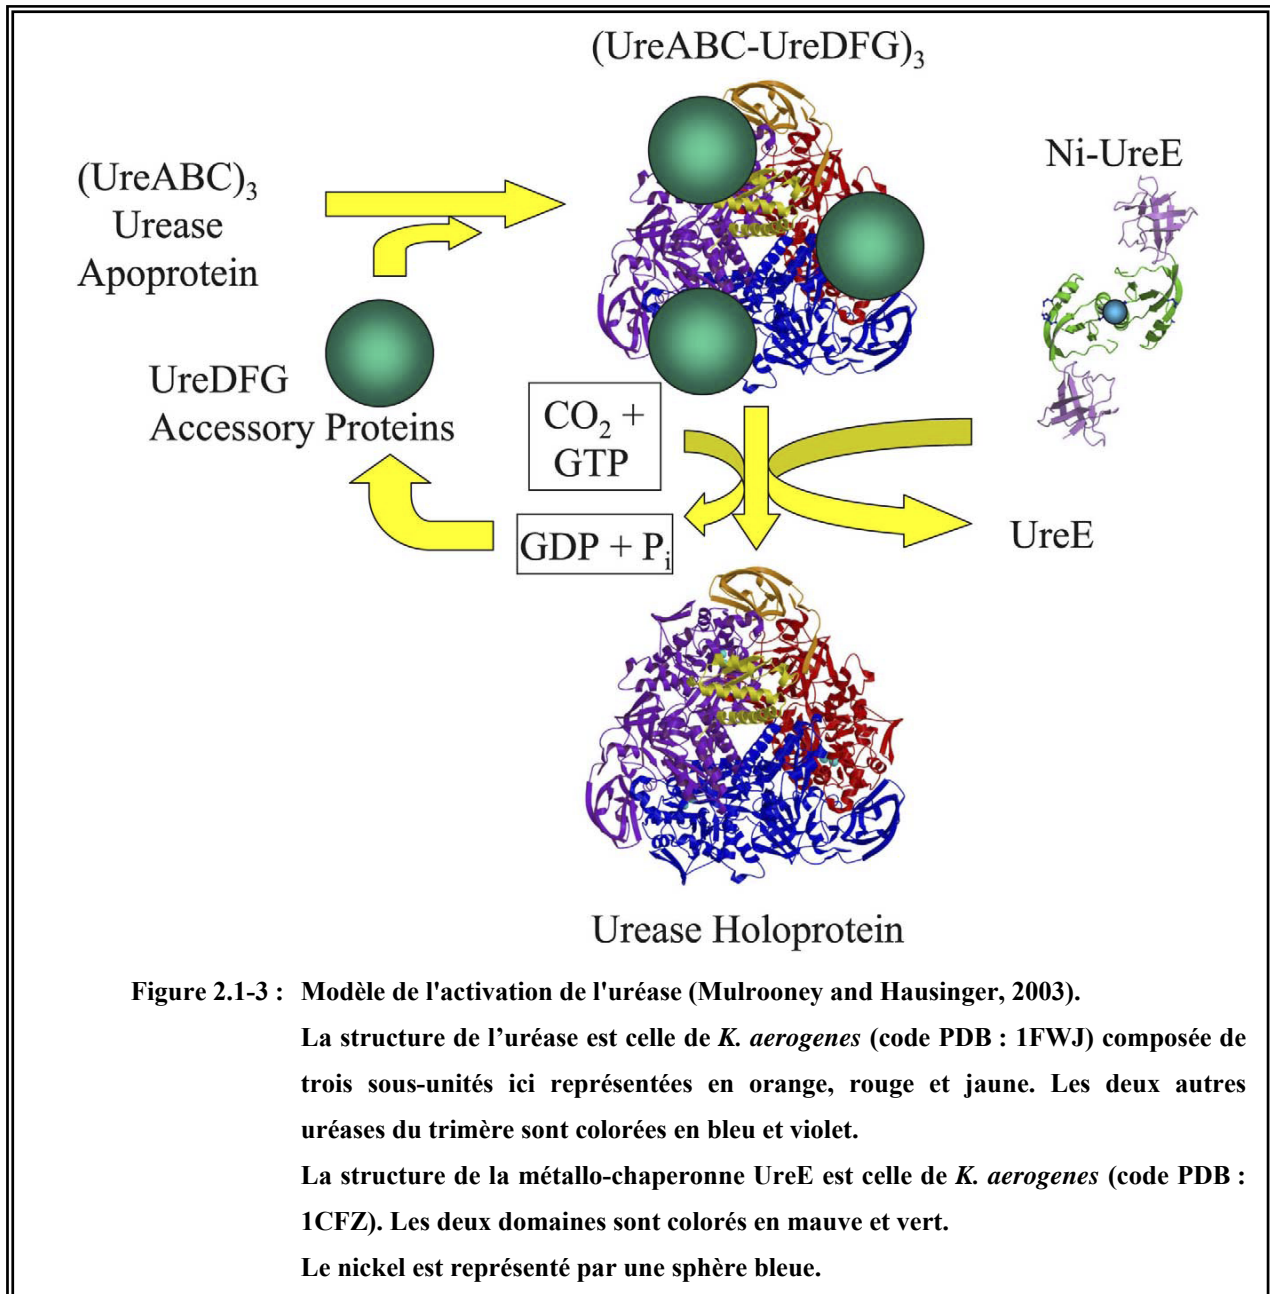 (UreABC-UreDFG)₃
Ni-UreE
(UreABC)₃
Urease
Apoprotein
UreDFG
Accessory Proteins
CO₂ +
GTP
GDP + Pᵢ
UreE
Urease Holoprotein
Figure 2.1-3 : Modèle de l'activation de l'uréase (Mulrooney and Hausinger, 2003).
La structure de l’uréase est celle de K. aerogenes (code PDB : 1FWJ) composée de
trois sous-unités ici représentées en orange, rouge et jaune. Les deux autres
uréases du trimère sont colorées en bleu et violet.
La structure de la métallo-chaperonne UreE est celle de K. aerogenes (code PDB :
1CFZ). Les deux domaines sont colorés en mauve et vert.
Le nickel est représenté par une sphère bleue.